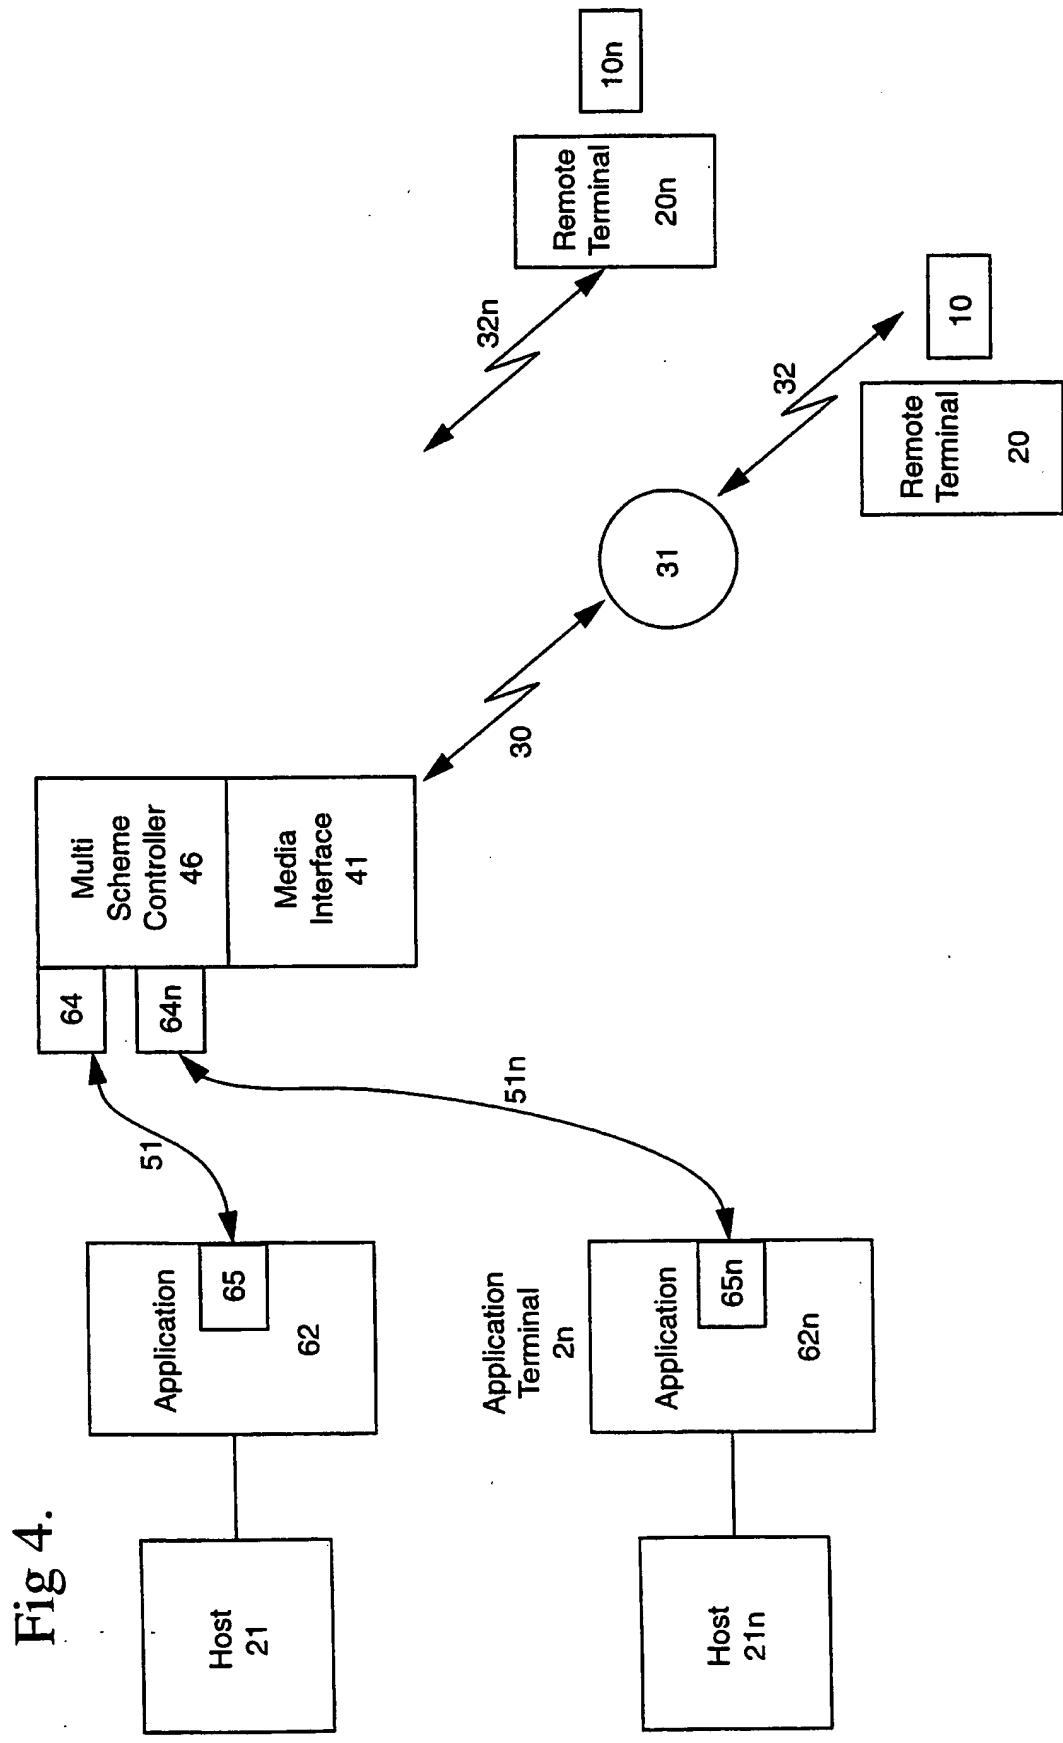 Fig 4.
Host
21
Application
65
62
51
64
64n
Multi
Scheme
Controller
46
Media
Interface
41
Host
21n
Application
Terminal
2n
Application
65n
62n
51n
30
31
32n
32
Remote
Terminal
20n
10n
Remote
Terminal
20
10